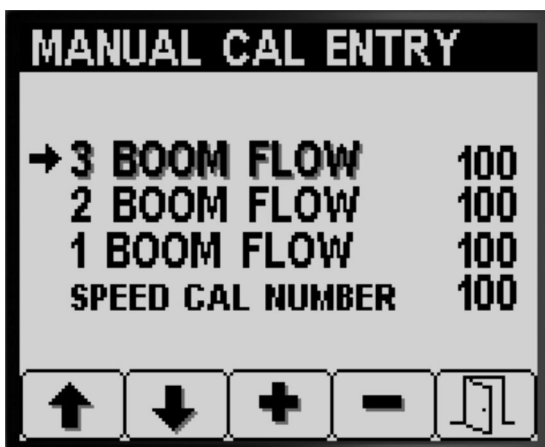 MANUAL CAL ENTRY
3 BOOM FLOW 100
2 BOOM FLOW 100
1 BOOM FLOW 100
SPEED CAL NUMBER 100